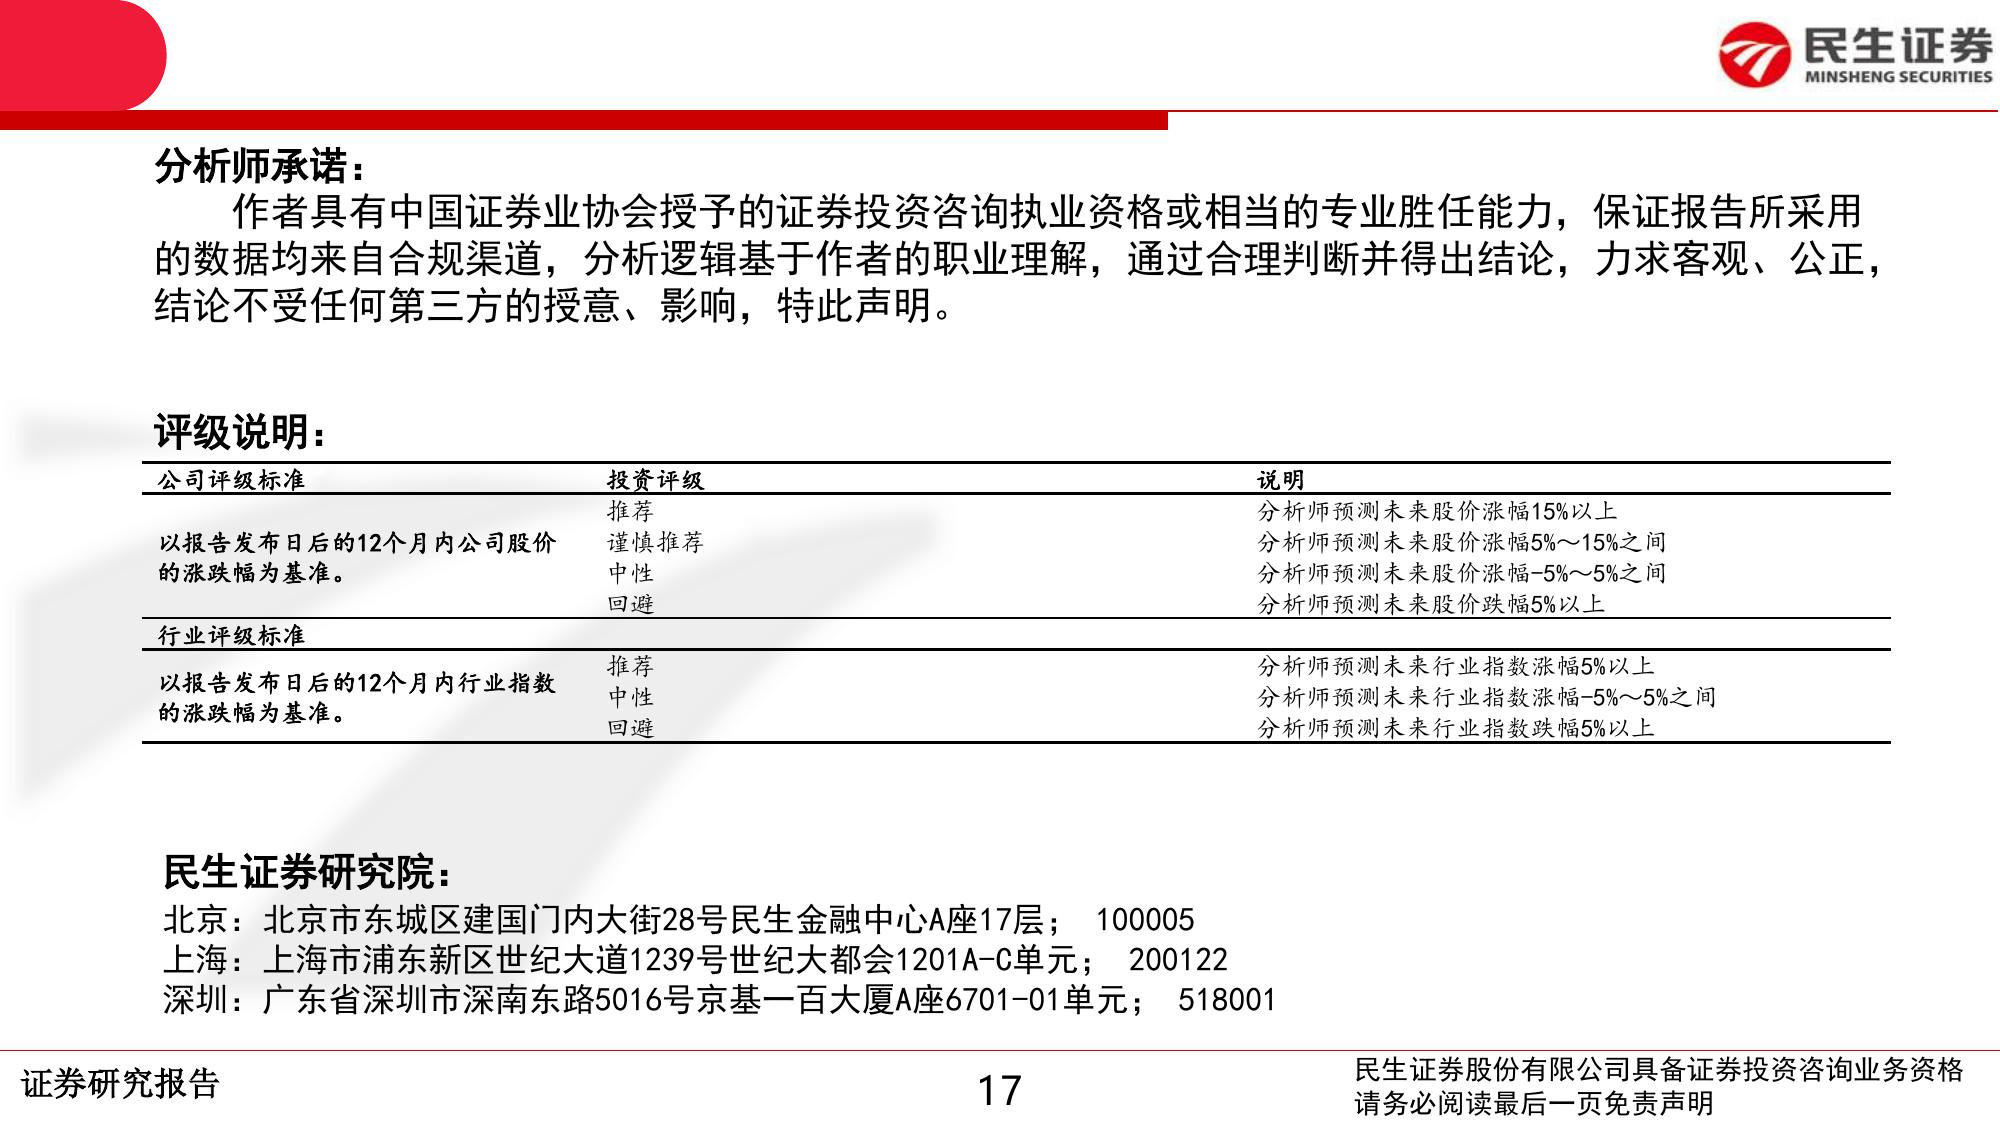 民生证券
MINSHENG SECURITIES
分析师承诺：
作者具有中国证券业协会授予的证券投资咨询执业资格或相当的专业胜任能力，保证报告所采用
的数据均来自合规渠道，分析逻辑基于作者的职业理解，通过合理判断并得出结论，力求客观、公正，
结论不受任何第三方的授意、影响，特此声明。
评级说明：
公司评级标准 投资评级 说明
推荐 分析师预测未来股价涨幅15%以上
以报告发布日后的12个月内公司股价 谨慎推荐 分析师预测未来股价涨幅5%～15%之间
的涨跌幅为基准。 中性 分析师预测未来股价涨幅-5%～5%之间
回避 分析师预测未来股价跌幅5%以上
行业评级标准
推荐 分析师预测未来行业指数涨幅5%以上
以报告发布日后的12个月内行业指数 中性 分析师预测未来行业指数涨幅-5%～5%之间
的涨跌幅为基准。 回避 分析师预测未来行业指数跌幅5%以上
民生证券研究院：
北京：北京市东城区建国门内大街28号民生金融中心A座17层； 100005
上海：上海市浦东新区世纪大道1239号世纪大都会1201A-C单元； 200122
深圳：广东省深圳市深南东路5016号京基一百大厦A座6701-01单元； 518001
证券研究报告
17
民生证券股份有限公司具备证券投资咨询业务资格
请务必阅读最后一页免责声明